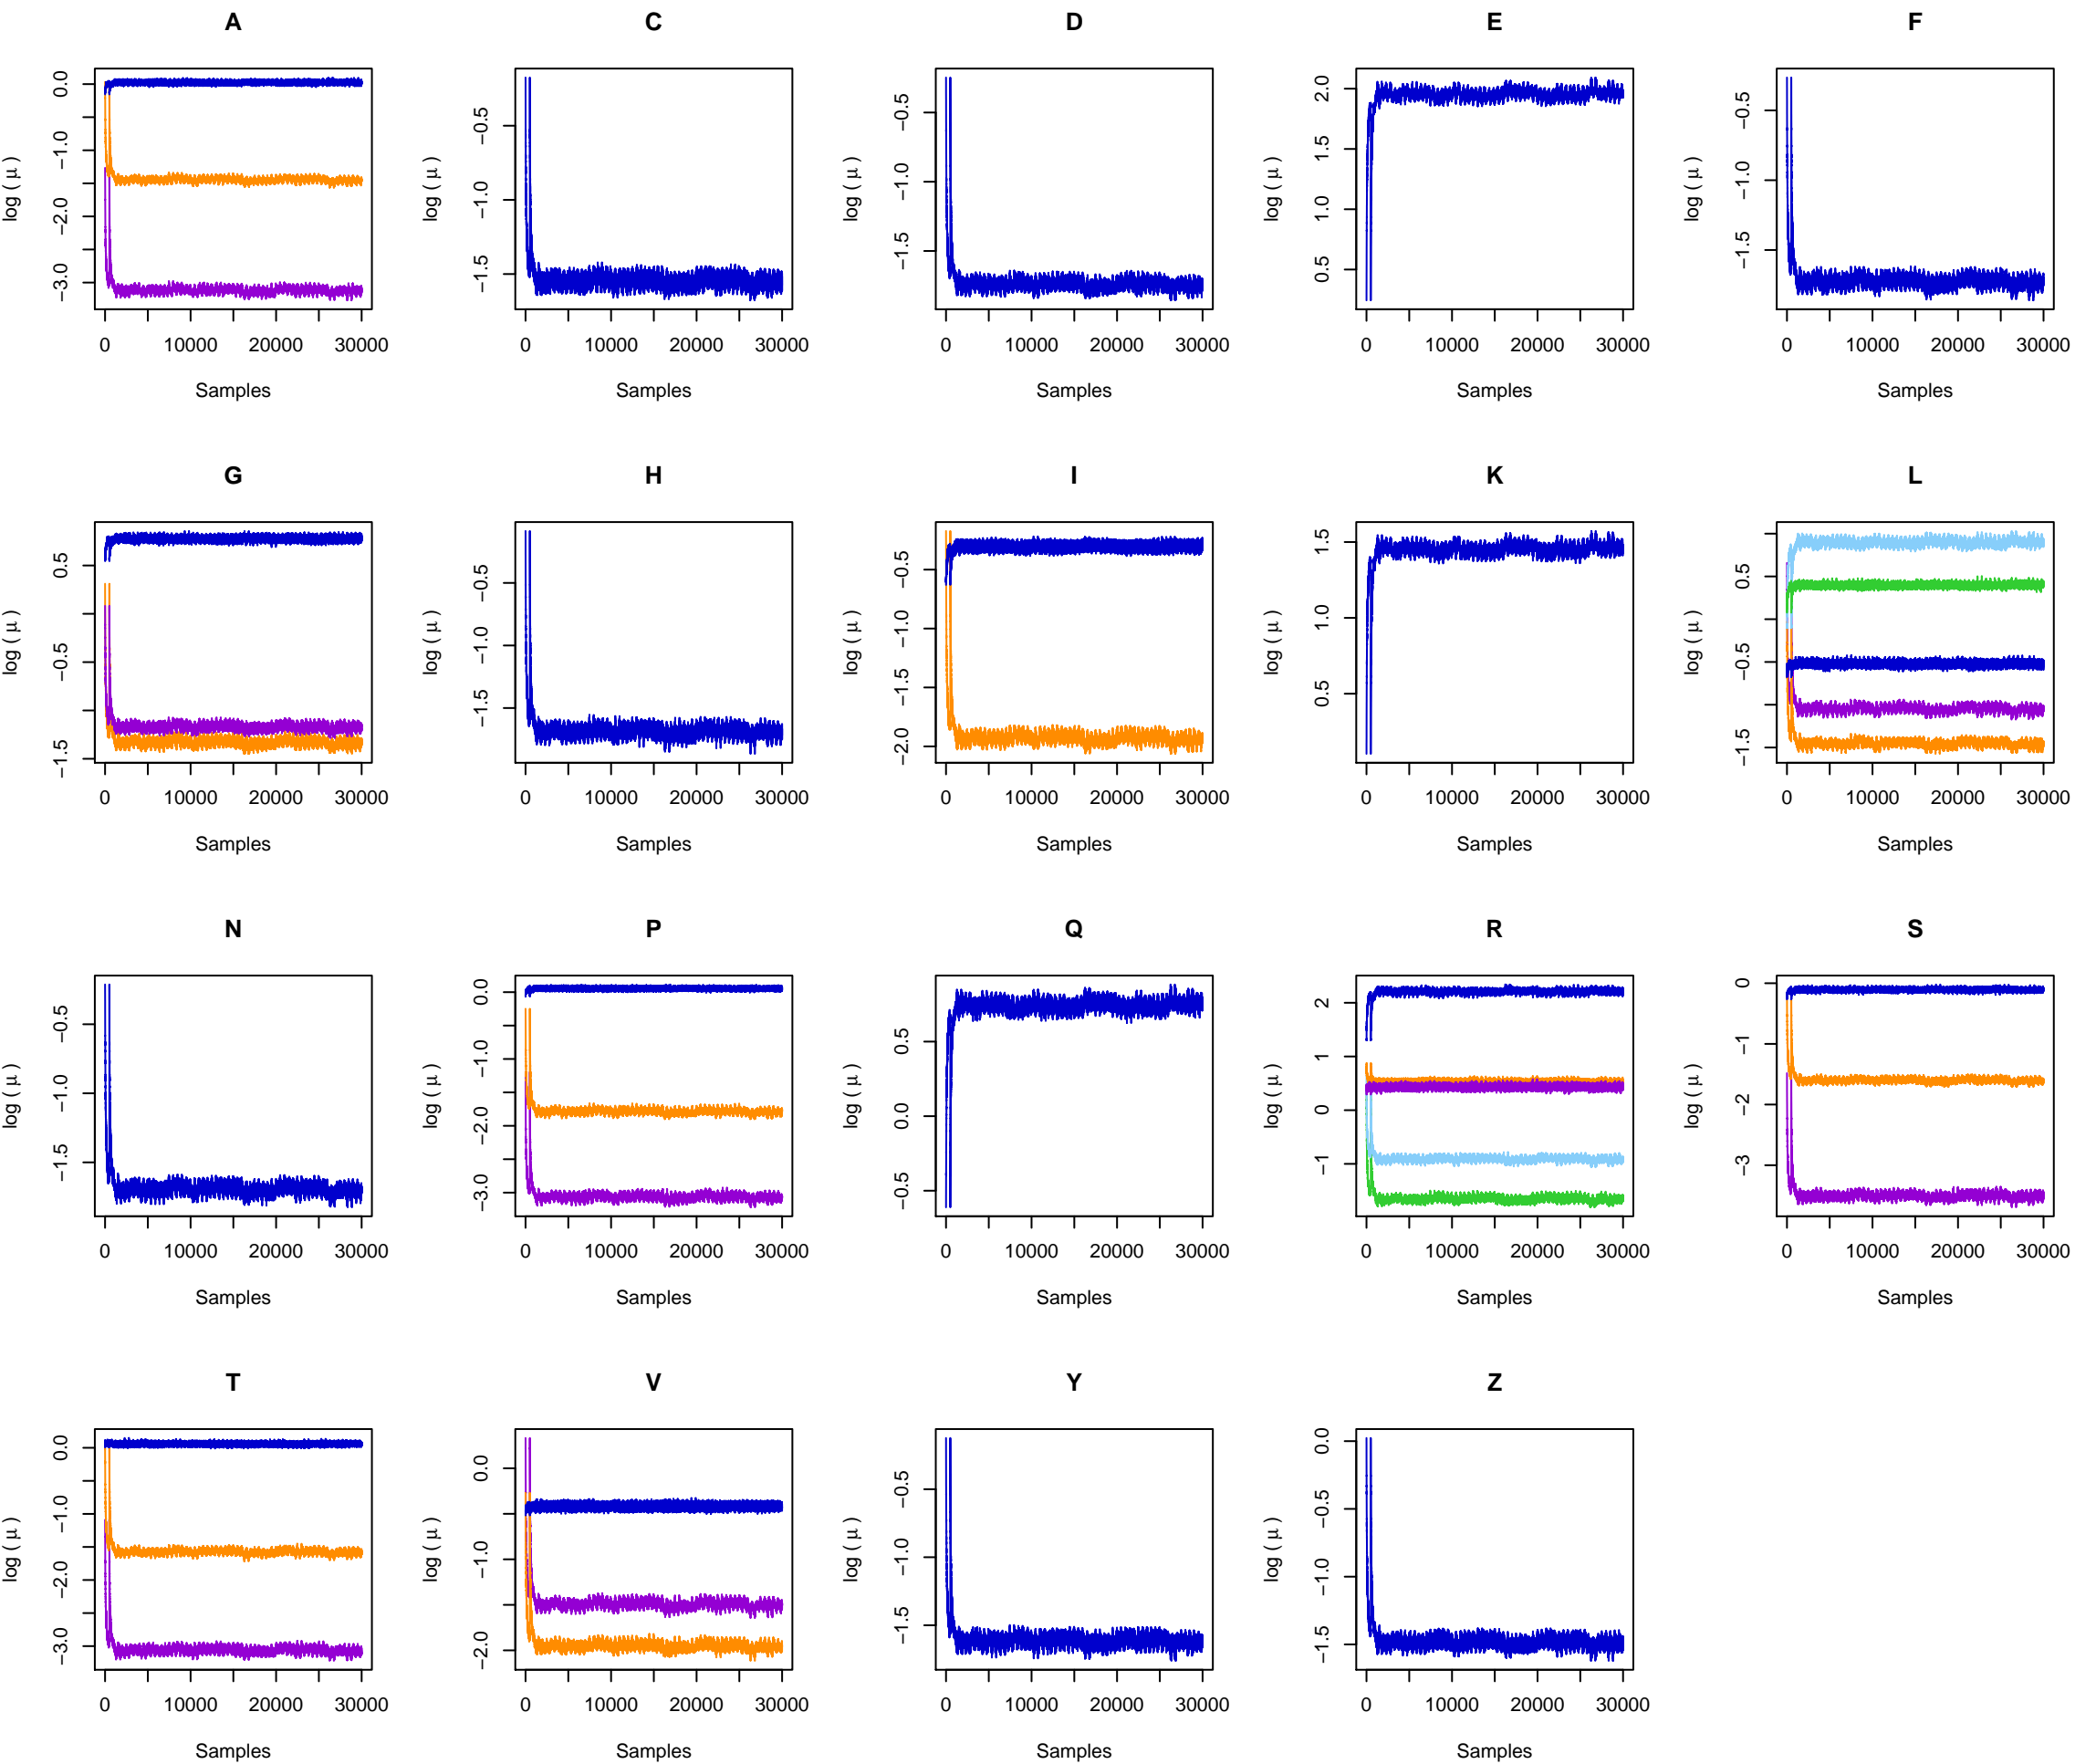 A C D E F
log ( μ ) log ( μ ) log ( μ ) log ( μ ) log ( μ )
0.0 −1.0 −2.0 −3.0
−0.5 −1.0 −1.5
−0.5 −1.0 −1.5
2.0 1.5 1.0 0.5
−0.5 −1.0 −1.5
0 10000 20000 30000 0 10000 20000 30000 0 10000 20000 30000 0 10000 20000 30000 0 10000 20000 30000
Samples Samples Samples Samples Samples
G H I K L
log ( μ ) log ( μ ) log ( μ ) log ( μ ) log ( μ )
0.5 −0.5 −1.5
−0.5 −1.0 −1.5
−0.5 −1.0 −1.5 −2.0
1.5 1.0 0.5
0.5 −0.5 −1.5
0 10000 20000 30000 0 10000 20000 30000 0 10000 20000 30000 0 10000 20000 30000 0 10000 20000 30000
Samples Samples Samples Samples Samples
N P Q R S
log ( μ ) log ( μ ) log ( μ ) log ( μ ) log ( μ )
−0.5 −1.0 −1.5
0.0 −1.0 −2.0 −3.0
0.5 0.0 −0.5
2 1 0 −1
0 −1 −2 −3
0 10000 20000 30000 0 10000 20000 30000 0 10000 20000 30000 0 10000 20000 30000 0 10000 20000 30000
Samples Samples Samples Samples Samples
T V Y Z
log ( μ ) log ( μ ) log ( μ ) log ( μ )
0.0 −1.0 −2.0 −3.0
0.0 −1.0 −2.0
−0.5 −1.0 −1.5
0.0 −0.5 −1.0 −1.5
0 10000 20000 30000 0 10000 20000 30000 0 10000 20000 30000 0 10000 20000 30000
Samples Samples Samples Samples